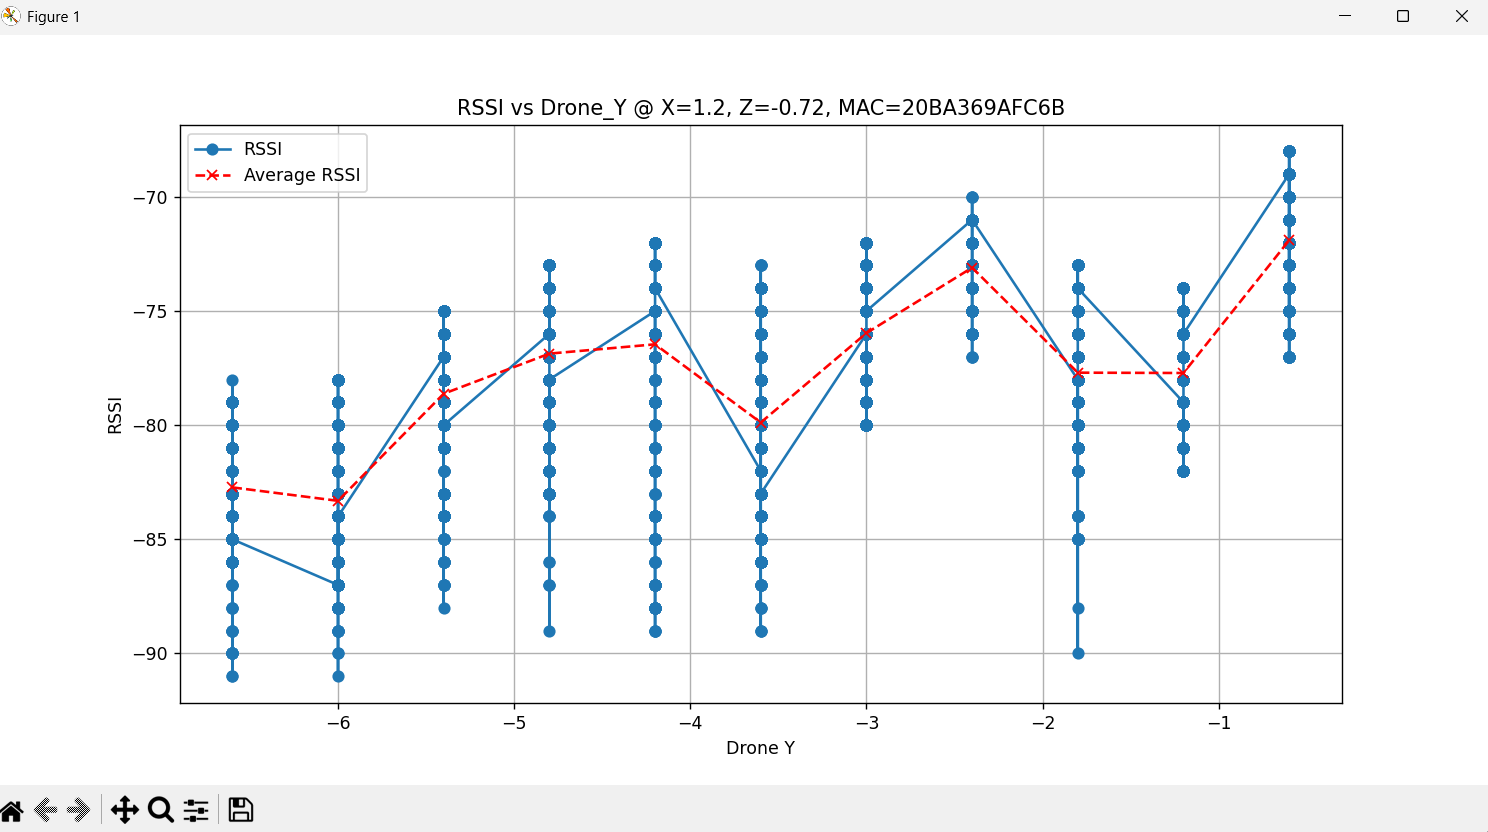 Figure 1
RSSI vs Drone_Y @ X=1.2, Z=-0.72, MAC=20BA369AFC6B
RSSI
Average RSSI
−70
−75
−80
−85
−90
RSSI
−6
−5
−4
−3
−2
−1
Drone Y